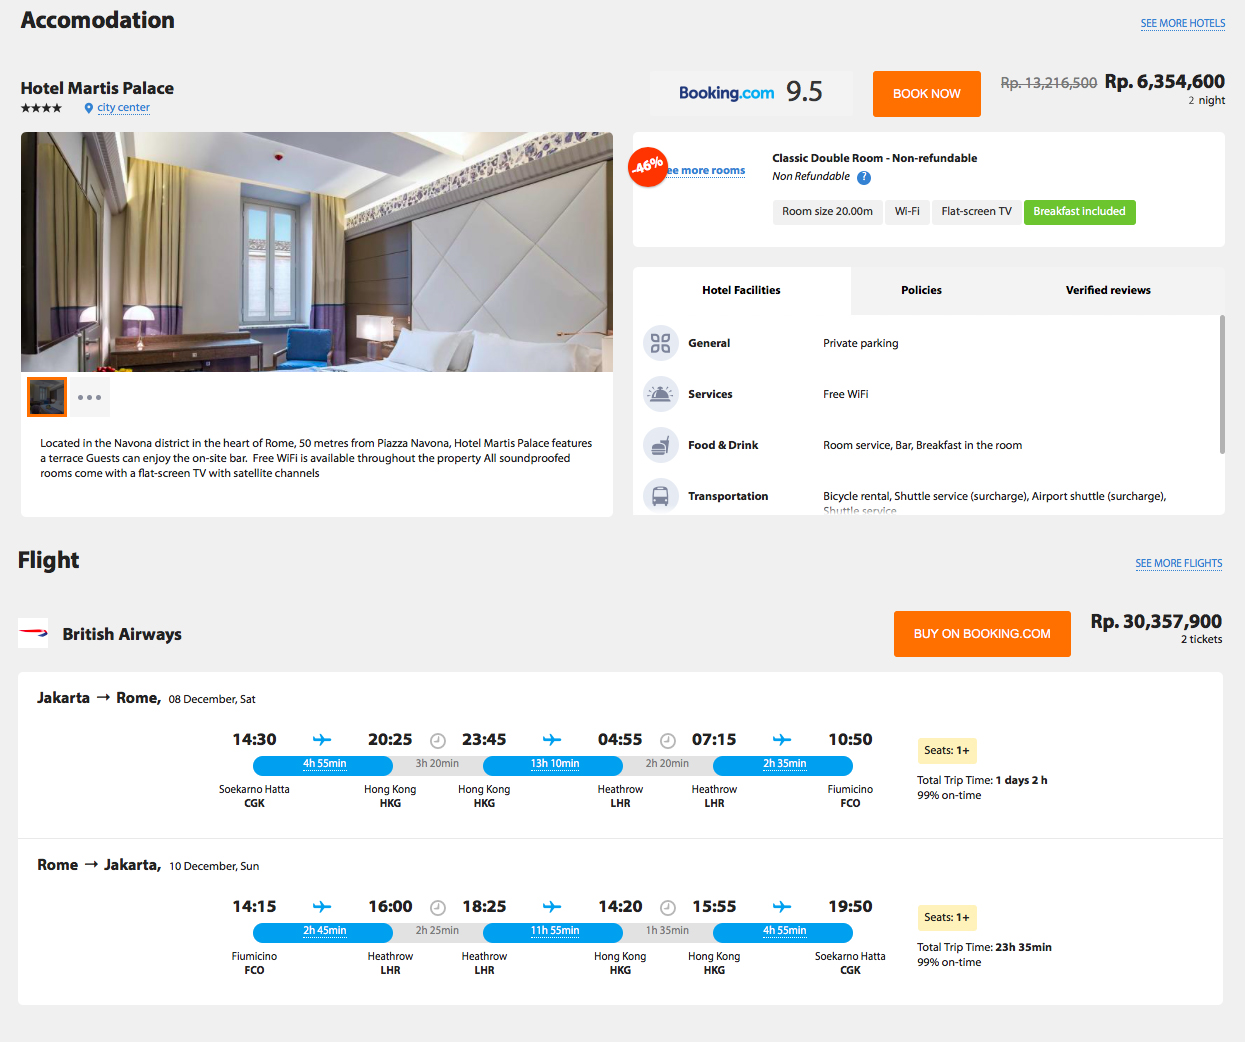 Accomodation
SEE MORE HOTELS
Hotel Martis Palace
city center
Booking.com 9.5
BOOK NOW
Rp. 13,216,500 Rp. 6,354,600
2 night
-46%
ee more rooms
Classic Double Room - Non-refundable
Non Refundable ?
Room size 20.00m Wi-Fi Flat-screen TV Breakfast included
Hotel Facilities Policies Verified reviews
General Private parking
Services Free WiFi
Food & Drink Room service, Bar, Breakfast in the room
Transportation Bicycle rental, Shuttle service (surcharge), Airport shuttle (surcharge),
Shuttle service
Located in the Navona district in the heart of Rome, 50 metres from Piazza Navona, Hotel Martis Palace features
a terrace Guests can enjoy the on-site bar. Free WiFi is available throughout the property All soundproofed
rooms come with a flat-screen TV with satellite channels
Flight
SEE MORE FLIGHTS
British Airways
BUY ON BOOKING.COM
Rp. 30,357,900
2 tickets
Jakarta → Rome, 08 December, Sat
14:30 20:25 23:45 04:55 07:15 10:50
4h 55min 3h 20min 13h 10min 2h 20min 2h 35min
Soekarno Hatta Hong Kong Hong Kong Heathrow Heathrow Fiumicino
CGK HKG HKG LHR LHR FCO
Seats: 1+
Total Trip Time: 1 days 2 h
99% on-time
Rome → Jakarta, 10 December, Sun
14:15 16:00 18:25 14:20 15:55 19:50
2h 45min 2h 25min 11h 55min 1h 35min 4h 55min
Fiumicino Heathrow Heathrow Hong Kong Hong Kong Soekarno Hatta
FCO LHR LHR HKG HKG CGK
Seats: 1+
Total Trip Time: 23h 35min
99% on-time